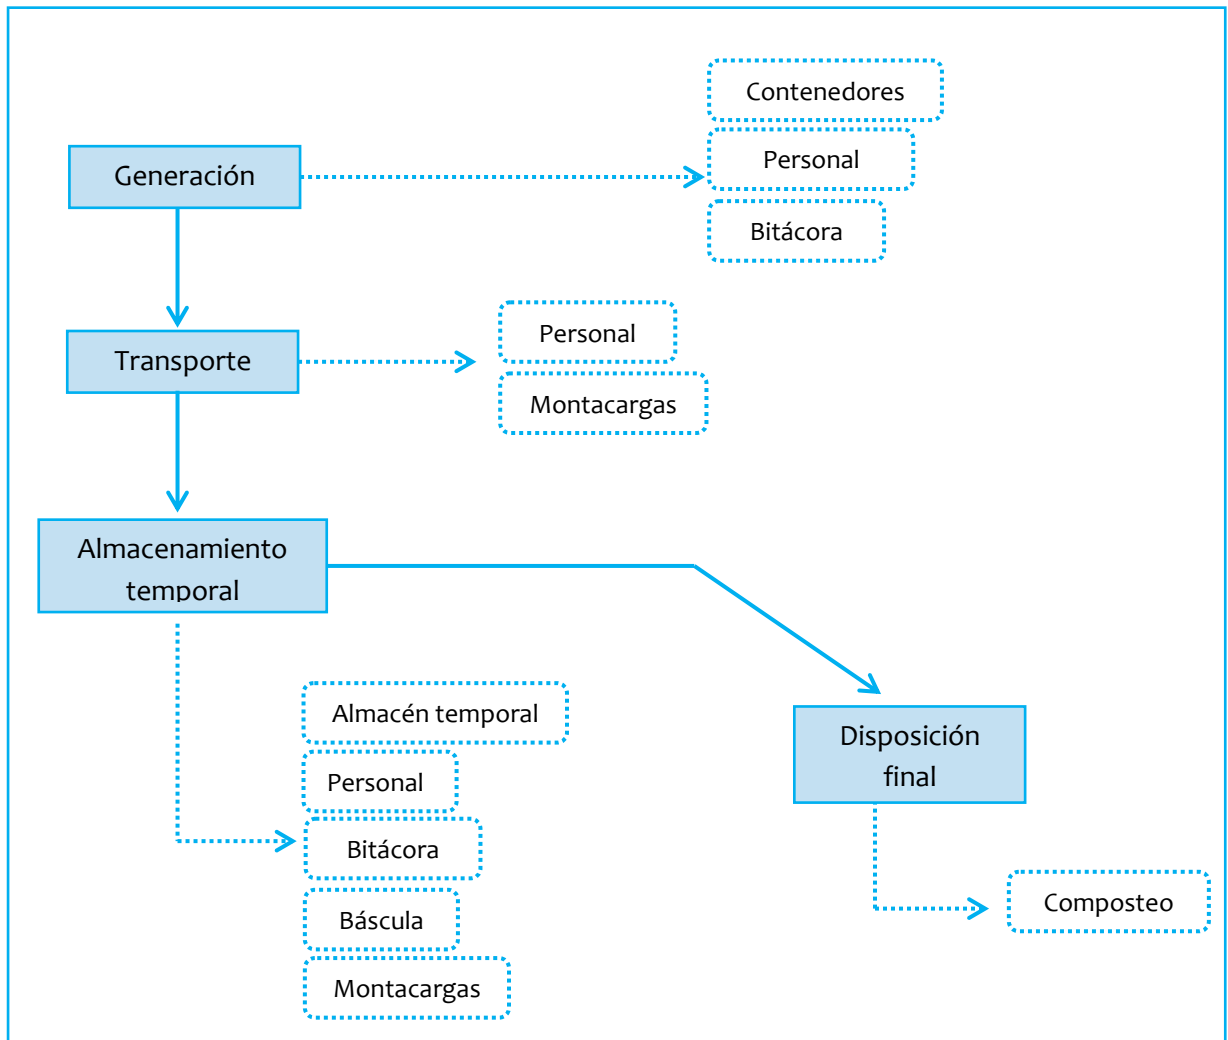 Contenedores
Generación
Personal
Bitácora
Transporte
Personal
Montacargas
Almacenamiento
temporal
Almacén temporal
Personal
Bitácora
Báscula
Montacargas
Disposición
final
Composteo